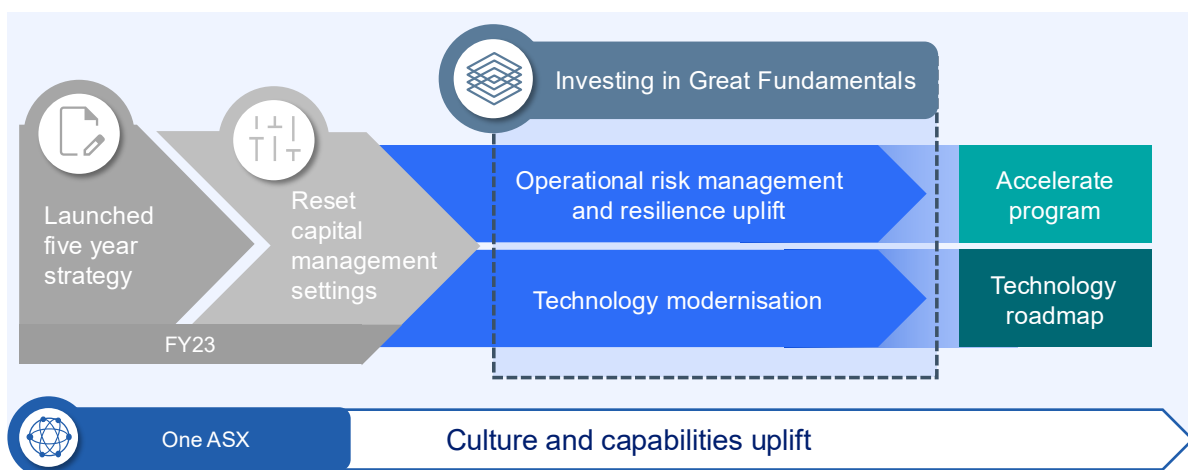 Investing in Great Fundamentals
Launched
five year
strategy
Reset
capital
management
settings
FY23
Operational risk management
and resilience uplift
Accelerate
program
Technology modernisation
Technology
roadmap
One ASX
Culture and capabilities uplift